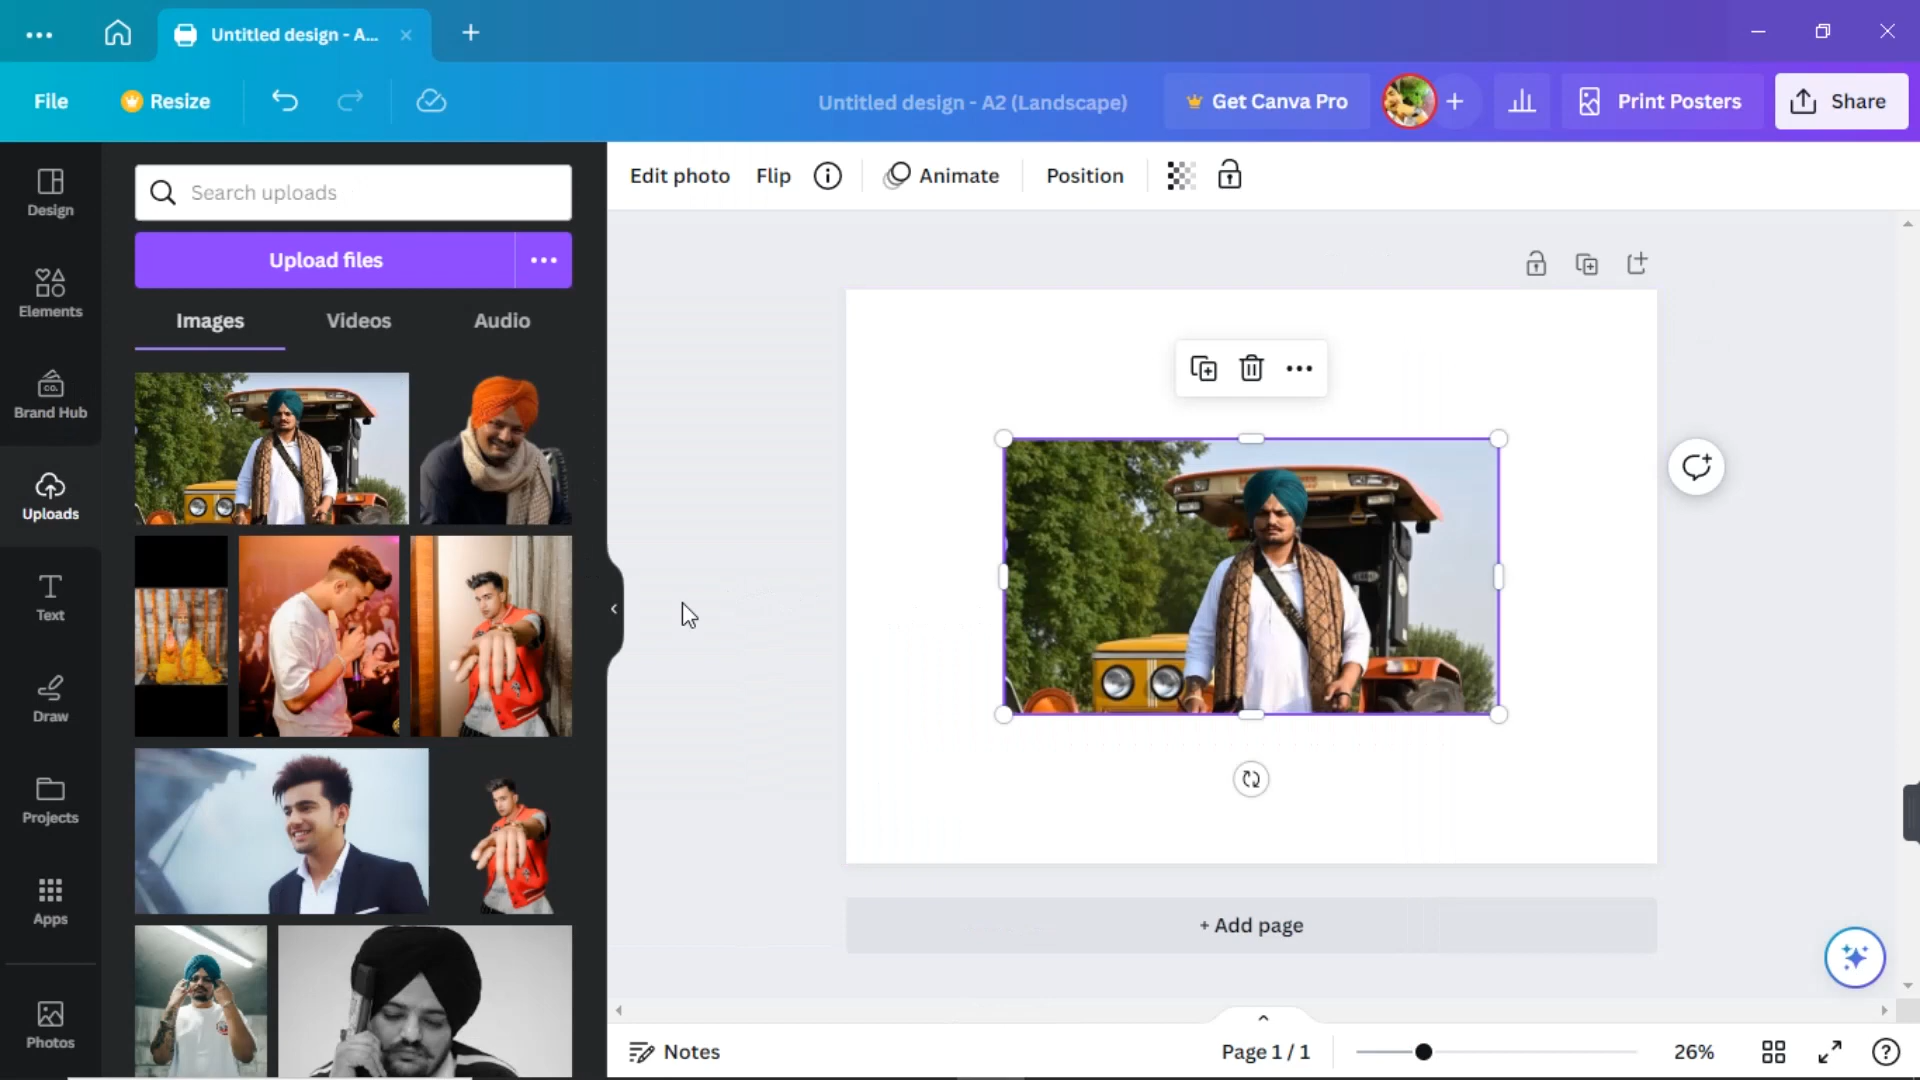 Untitled design - A...
File
Resize
Untitled design - A2 (Landscape)
Get Canva Pro
Print Posters
Share
Design
Elements
CO.
Brand Hub
Uploads
Text
Draw
Projects
Apps
Photos
Search uploads
Upload files
Images
Videos
Audio
Edit photo
Flip
Animate
Position
+ Add page
Notes
Page 1 / 1
26%